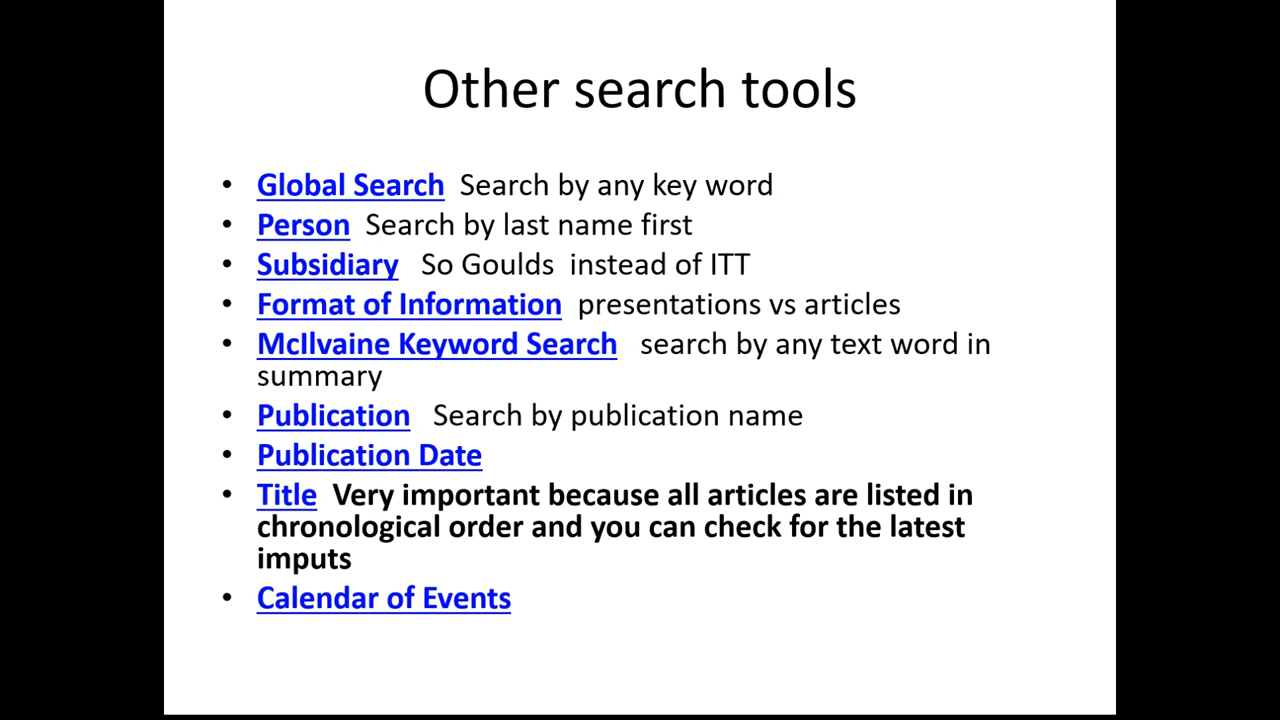 Other search tools
• Global Search  Search by any key word
• Person  Search by last name first
• Subsidiary   So Goulds  instead of ITT
• Format of Information  presentations vs articles
• McIlvaine Keyword Search   search by any text word in
summary
• Publication   Search by publication name
• Publication Date
• Title  Very important because all articles are listed in
chronological order and you can check for the latest
imputs
• Calendar of Events